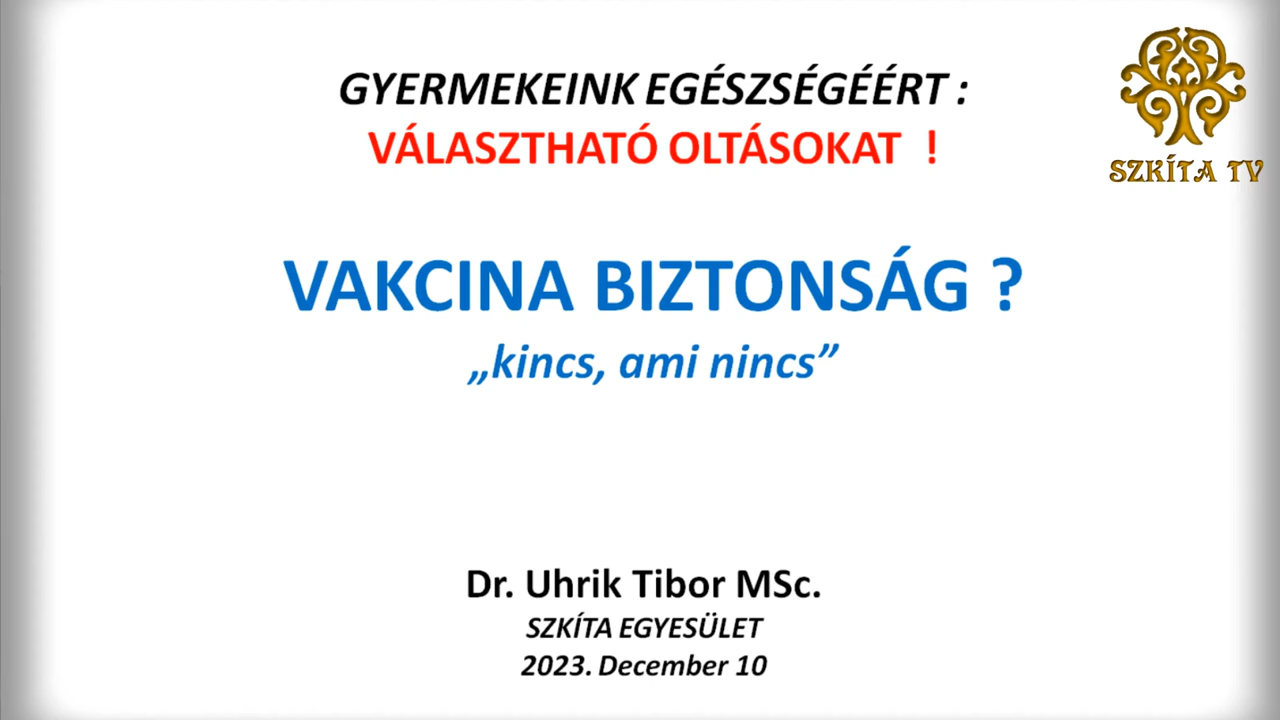 GYERMEKEINK EGÉSZSÉGÉÉRT :
VÁLASZTHATÓ OLTÁSOKAT !
SZKÍTA TV
VAKCINA BIZTONSÁG ?
„kincs, ami nincs”
Dr. Uhrik Tibor MSc.
SZKÍTA EGYESÜLET
2023. December 10